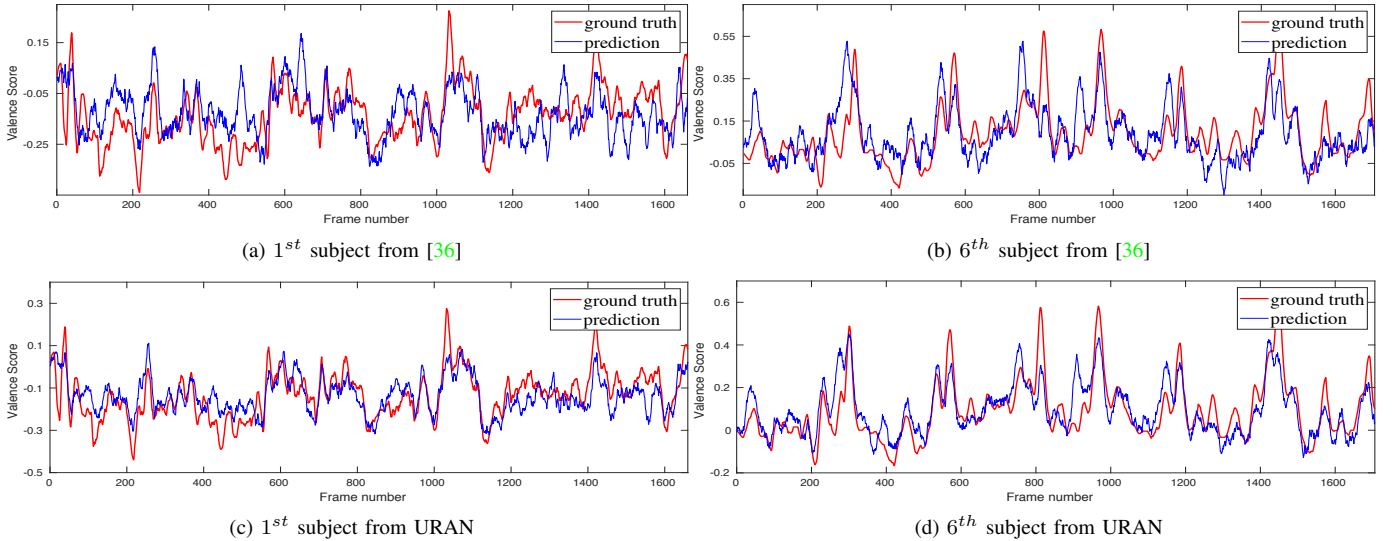 0.15
-0.05
-0.25
Valence Score
ground truth
prediction
0 200 400 600 800 1000 1200 1400 1600
Frame number
(a) 1st subject from [36]
0.55
0.35
0.15
-0.05
Valence Score
ground truth
prediction
0 200 400 600 800 1000 1200 1400 1600
Frame number
(b) 6th subject from [36]
0.3
0.1
-0.1
-0.3
-0.5
Valence Score
ground truth
prediction
0 200 400 600 800 1000 1200 1400 1600
Frame number
(c) 1st subject from URAN
0.6
0.4
0.2
0
-0.2
Valence Score
ground truth
prediction
0 200 400 600 800 1000 1200 1400 1600
Frame number
(d) 6th subject from URAN